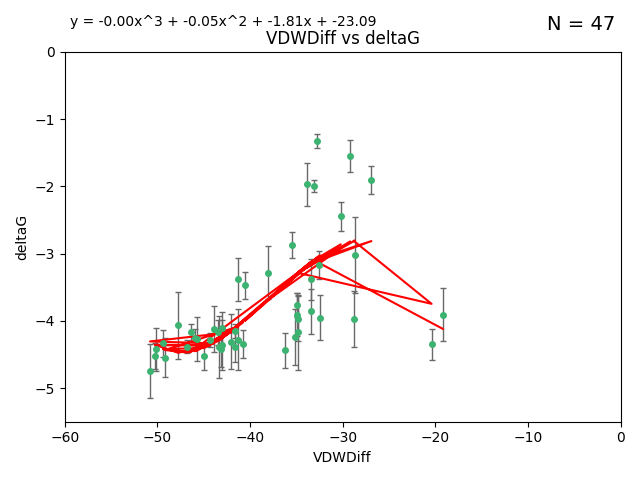 y = -0.00x^3 + -0.05x^2 + -1.81x + -23.09
N = 47
VDWDiff vs deltaG
0
−1
−2
−3
−4
−5
deltaG
−60 −50 −40 −30 −20 −10 0
VDWDiff